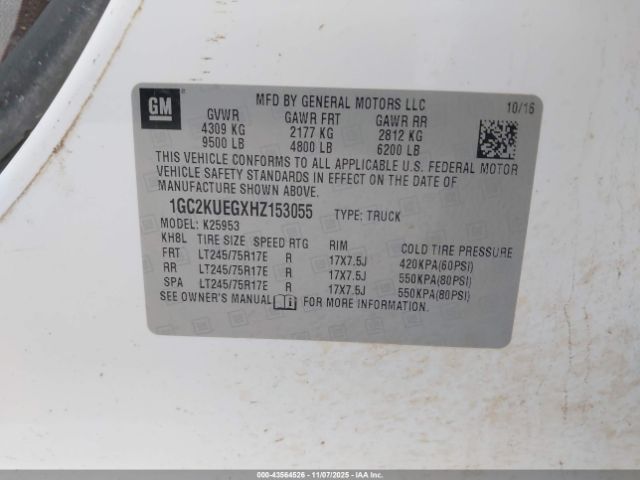 GM
MFD BY GENERAL MOTORS LLC 10/16
GVWR GAWR FRT GAWR RR
4309 KG 2177 KG 2812 KG
9500 LB 4800 LB 6200 LB
THIS VEHICLE CONFORMS TO ALL APPLICABLE U.S. FEDERAL MOTOR
VEHICLE SAFETY STANDARDS IN EFFECT ON THE DATE OF
MANUFACTURE SHOWN ABOVE.
1GC2KUEGXHZ153055 TYPE: TRUCK
MODEL: K25953
KH8L TIRE SIZE SPEED RTG RIM COLD TIRE PRESSURE
FRT LT245/75R17E R 17X7.5J 420KPA(60PSI)
RR LT245/75R17E R 17X7.5J 550KPA(80PSI)
SPA LT245/75R17E R 17X7.5J 550KPA(80PSI)
SEE OWNER'S MANUAL FOR MORE INFORMATION.
000-43564526 - 11/07/2025 - IAAI.COM